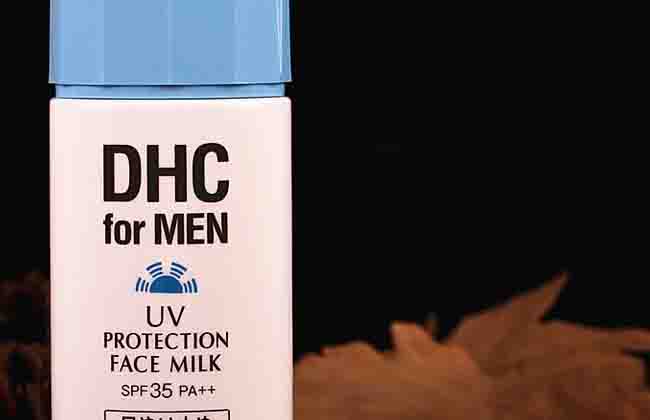 DHC
for MEN
UV
PROTECTION
FACE MILK
SPF35 PA++